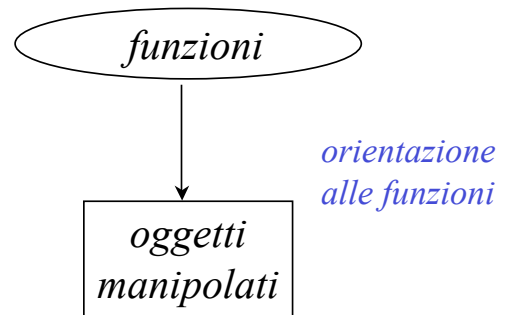 funzioni
orientazione
alle funzioni
oggetti
manipolati